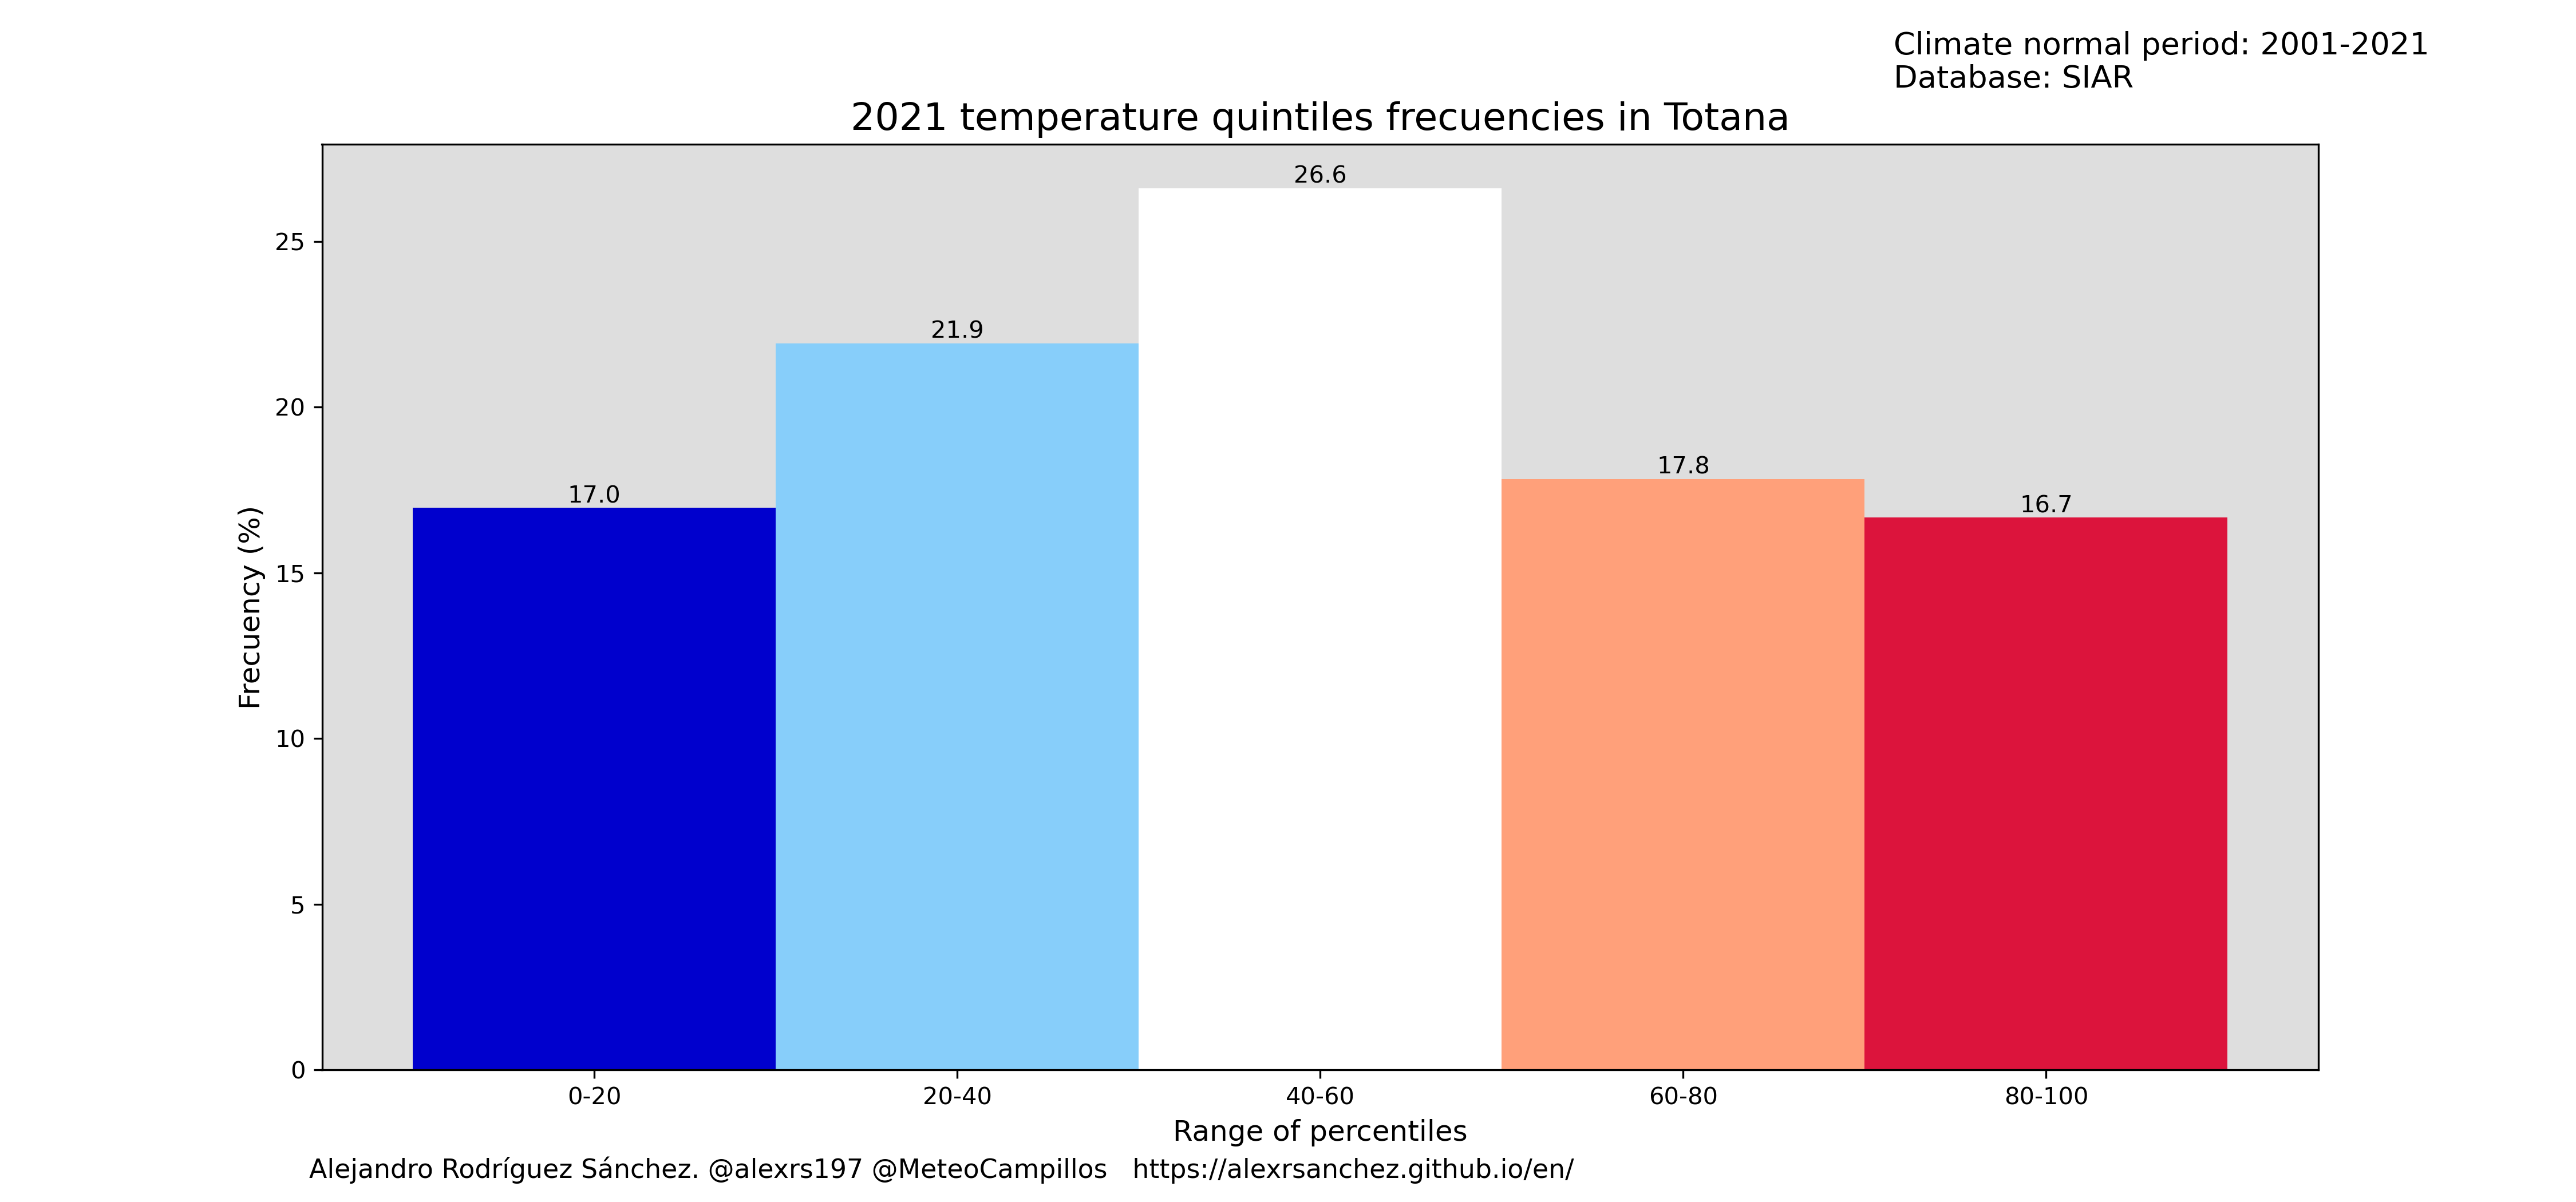 Climate normal period: 2001-2021
Database: SIAR
2021 temperature quintiles frecuencies in Totana
26.6
25
21.9
20
17.8
17.0
16.7
Frecuency (%)
15
10
5
0
0-20 20-40 40-60 60-80 80-100
Range of percentiles
Alejandro Rodríguez Sánchez. @alexrs197 @MeteoCampillos https://alexrsanchez.github.io/en/